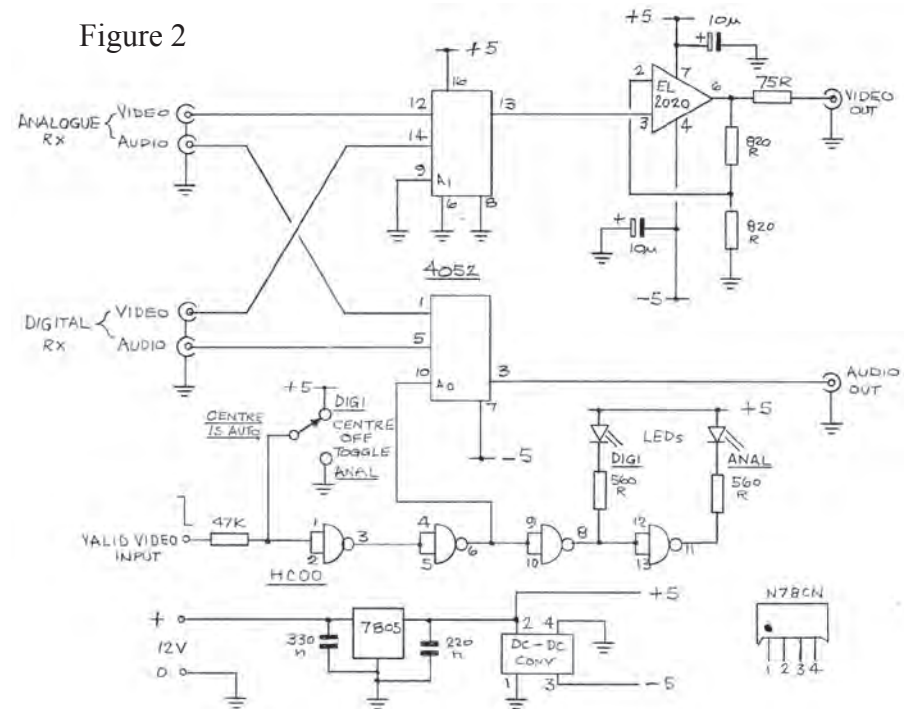 Figure 2
+5
10µ
+
16
ANALOGUE RX
VIDEO
AUDIO
12
14
9
A1
6
8
13
2
3
7
EL
2020
6
4
75R
VIDEO
OUT
820
R
820
R
+
10µ
-5
4052
DIGITAL
RX
VIDEO
AUDIO
1
5
10
A0
3
7
-5
AUDIO
OUT
+5
DIGI
CENTRE
OFF
TOGGLE
ANAL
CENTRE
IS AUTO
+5
LEDs
DIGI
560
R
ANAL
560
R
VALID VIDEO
INPUT
47K
1
2
3
HC00
4
5
6
9
10
8
12
13
11
+
12V
0
330
n
7805
220
n
2 4
DC-DC
CONV
1 3
+5
-5
N78CN
1 2 3 4